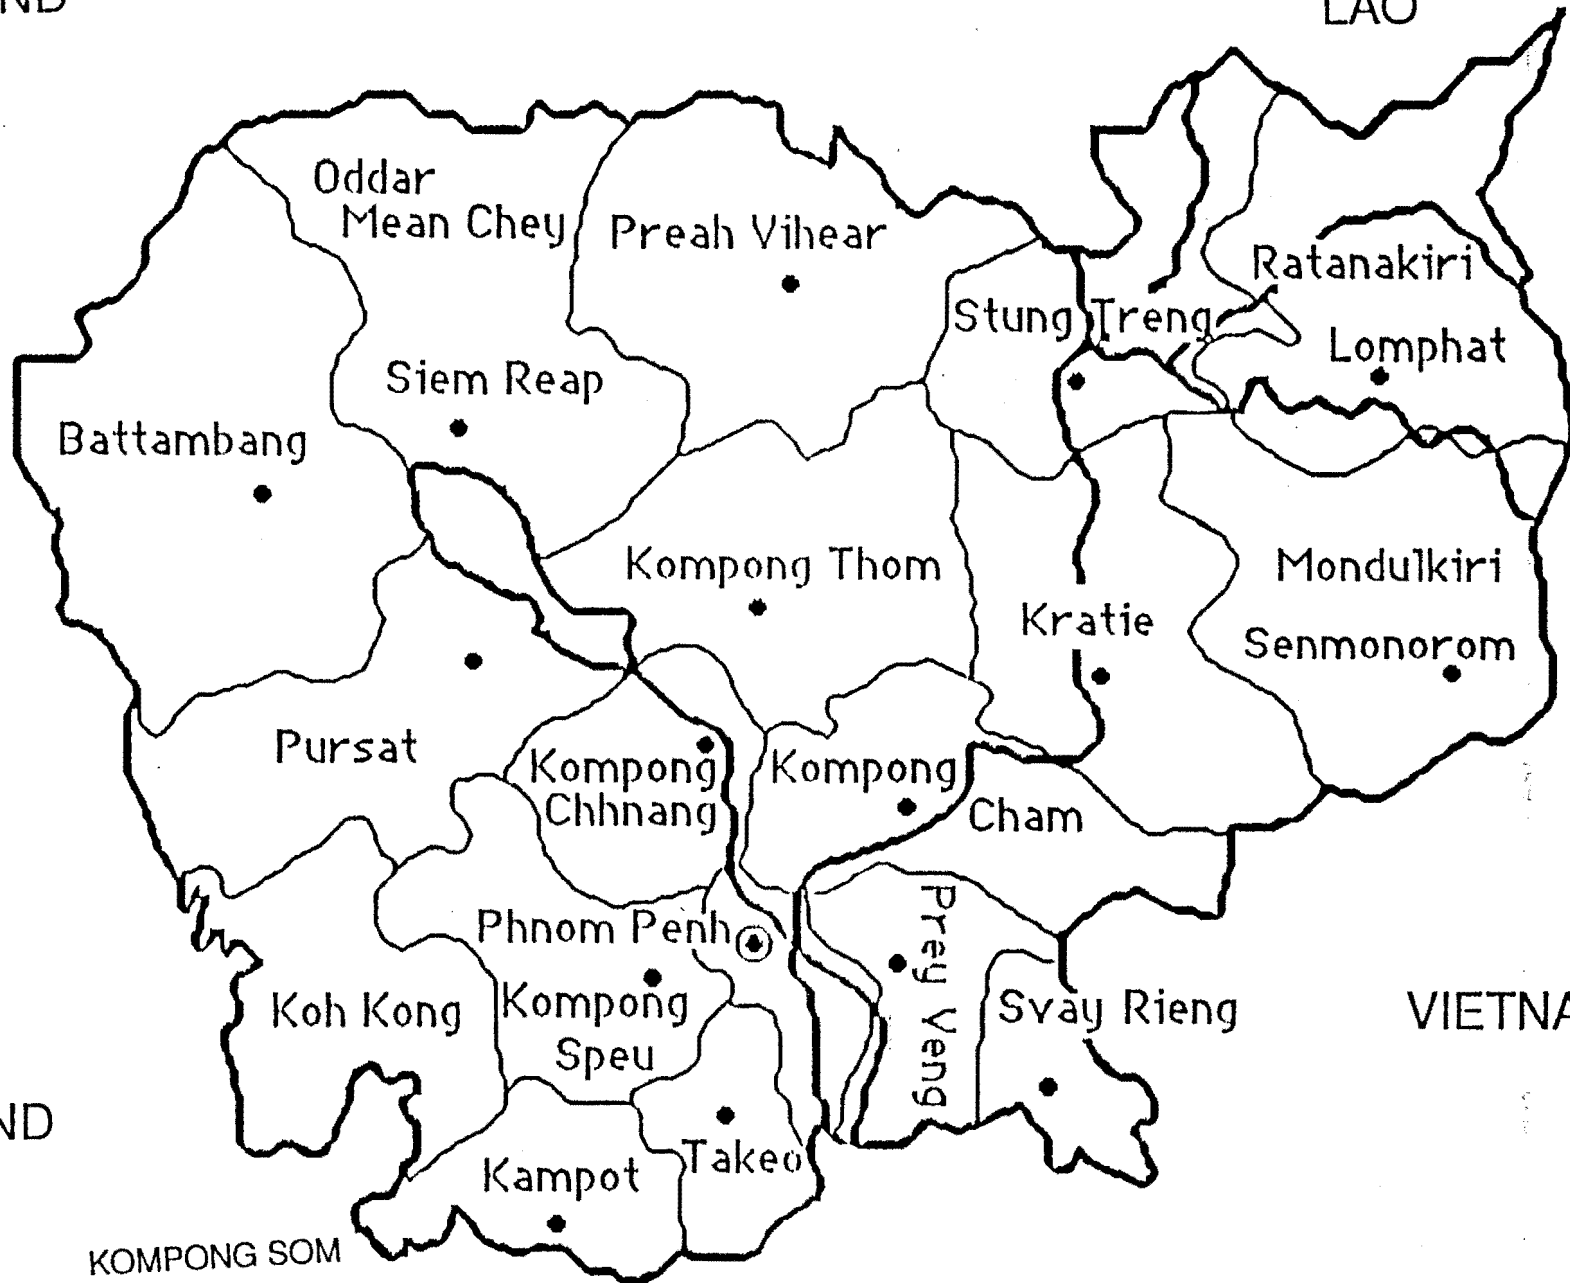 ND
LAO
Oddar
Mean Chey
Preah Vihear
Ratanakiri
Stung Treng
Lomphat
Siem Reap
Battambang
Kompong Thom
Mondulkiri
Kratie
Senmonorom
Pursat
Kompong
Chhnang
Kompong
Cham
Phnom Penh
Prey Veng
Koh Kong
Kompong
Speu
Svay Rieng
VIETNA
ND
Takeo
Kampot
KOMPONG SOM